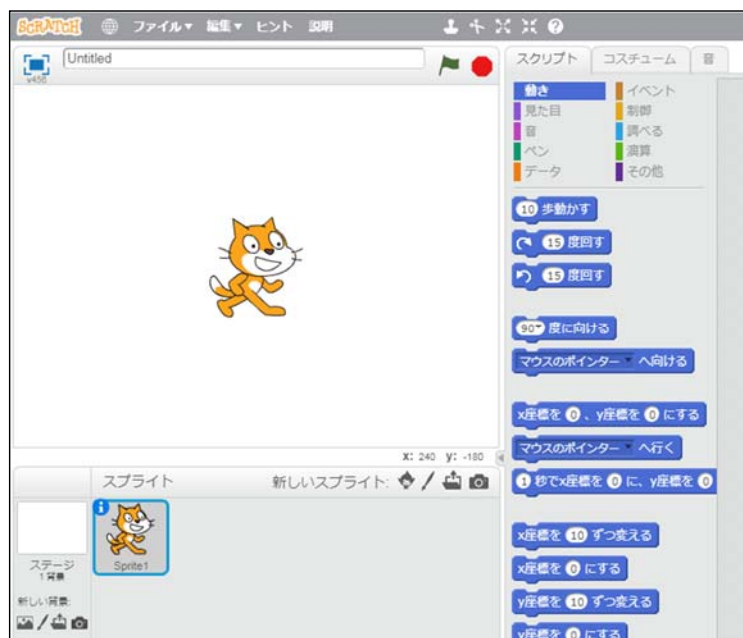 SCRATCH ファイル▼ 編集▼ ヒント 説明
Untitled
v456
スクリプト コスチューム 音
動き イベント
見た目 制御
音 調べる
ペン 演算
データ その他
10 歩動かす
15 度回す
15 度回す
90▼ 度に向ける
マウスのポインター▼ へ向ける
x座標を 0 、y座標を 0 にする
マウスのポインター▼ へ行く
1 秒でx座標を 0 に、y座標を 0
x座標を 10 ずつ変える
x座標を 0 にする
y座標を 10 ずつ変える
y座標を 0 にする
x: 240 y: -180
スプライト 新しいスプライト:
Sprite1
ステージ
1背景
新しい背景: